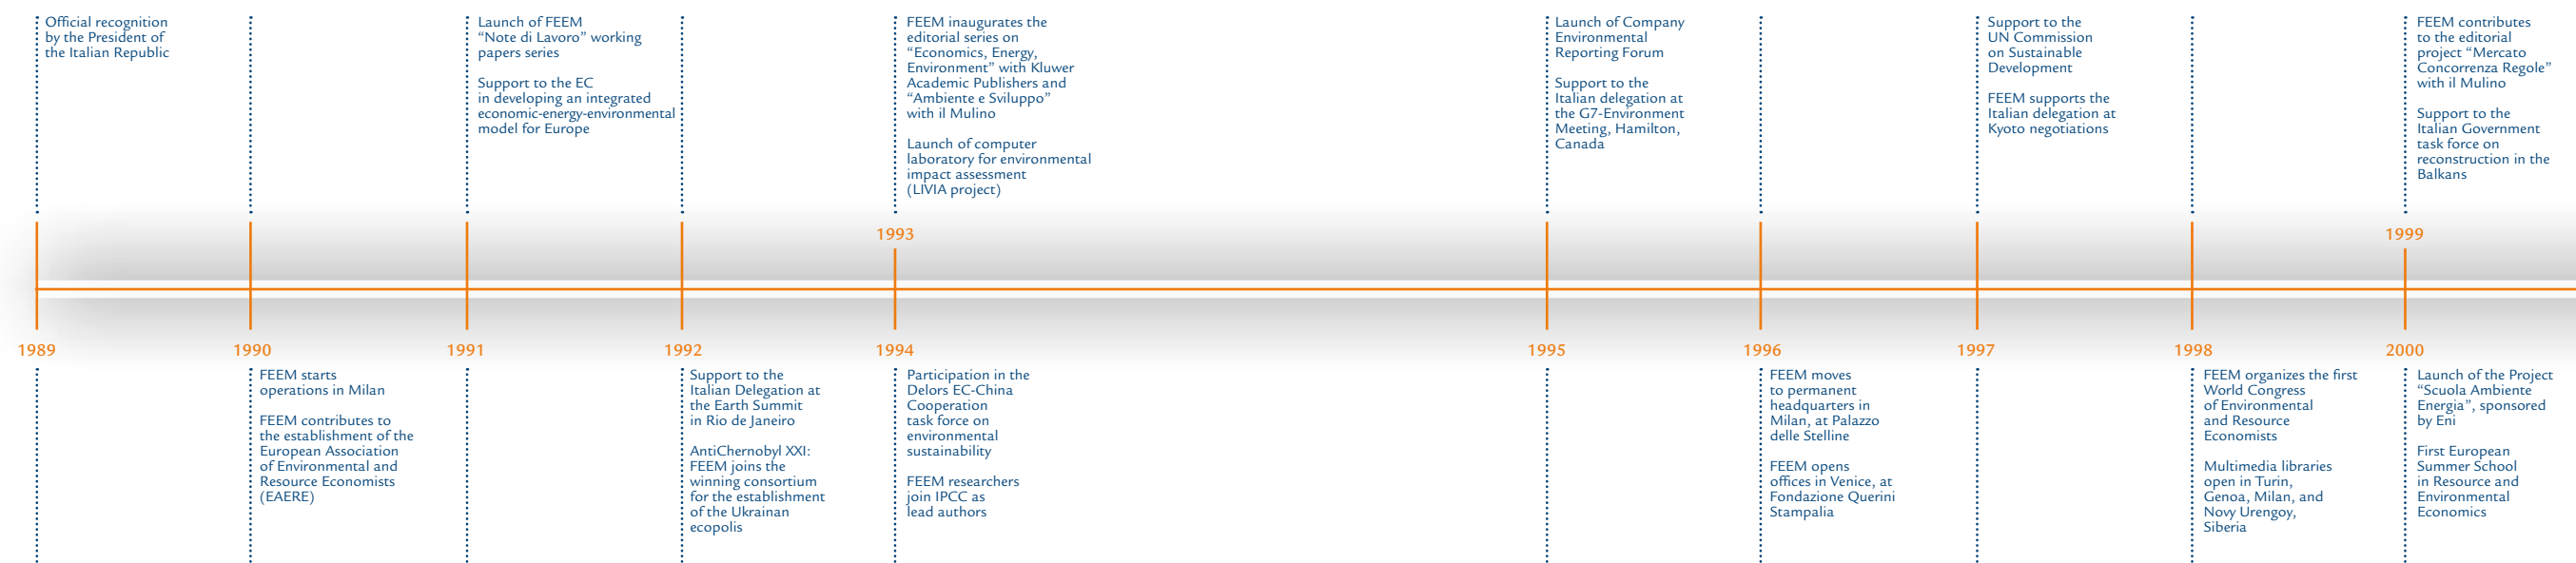 Official recognition
by the President of
the Italian Republic
1989
1990
FEEM starts
operations in Milan
FEEM contributes to
the establishment of the
European Association
of Environmental and
Resource Economists
(EAERE)
Launch of FEEM
“Note di Lavoro” working
papers series
Support to the EC
in developing an integrated
economic-energy-environmental
model for Europe
1991
1992
Support to the
Italian Delegation at
the Earth Summit
in Rio de Janeiro
AntiChernobyl XXI:
FEEM joins the
winning consortium
for the establishment
of the Ukrainan
ecopolis
FEEM inaugurates the
editorial series on
“Economics, Energy,
Environment” with Kluwer
Academic Publishers and
“Ambiente e Sviluppo”
with il Mulino
Launch of computer
laboratory for environmental
impact assessment
(LIVIA project)
1993
1994
Participation in the
Delors EC-China
Cooperation
task force on
environmental
sustainability
FEEM researchers
join IPCC as
lead authors
Launch of Company
Environmental
Reporting Forum
Support to the
Italian delegation at
the G7-Environment
Meeting, Hamilton,
Canada
1995
1996
FEEM moves
to permanent
headquarters in
Milan, at Palazzo
delle Stelline
FEEM opens
offices in Venice, at
Fondazione Querini
Stampalia
Support to the
UN Commission
on Sustainable
Development
FEEM supports the
Italian delegation at
Kyoto negotiations
1997
1998
FEEM organizes the first
World Congress
of Environmental
and Resource
Economists
Multimedia libraries
open in Turin,
Genoa, Milan, and
Novy Urengoy,
Siberia
FEEM contributes
to the editorial
project “Mercato
Concorrenza Regole”
with il Mulino
Support to the
Italian Government
task force on
reconstruction in the
Balkans
1999
2000
Launch of the Project
“Scuola Ambiente
Energia”, sponsored
by Eni
First European
Summer School
in Resource and
Environmental
Economics